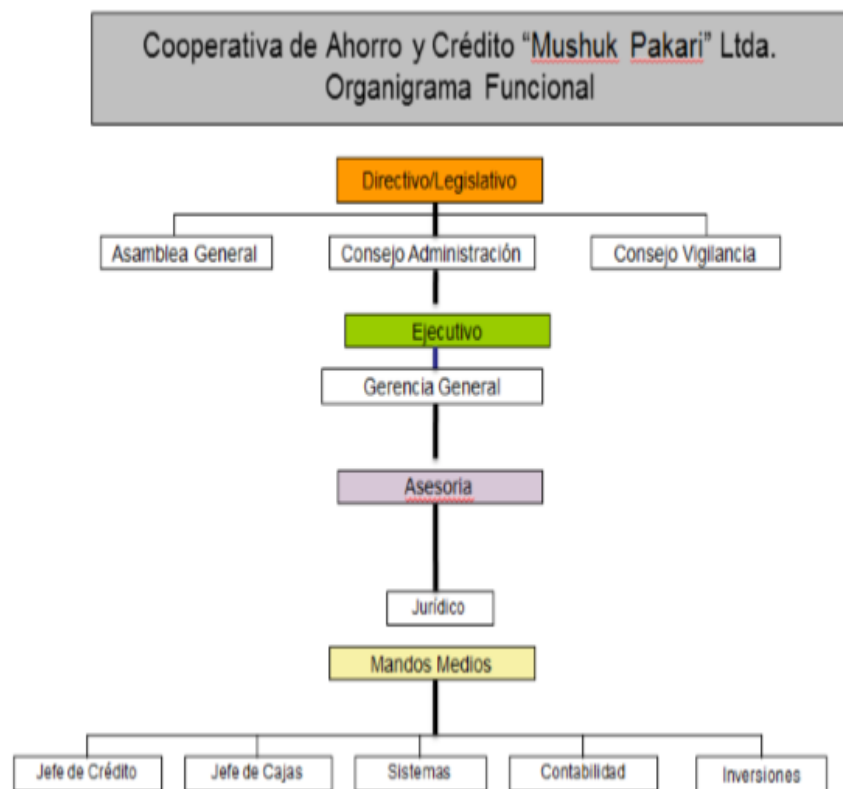 Cooperativa de Ahorro y Crédito “Mushuk Pakari” Ltda.
Organigrama Funcional
Directivo/Legislativo
Asamblea General
Consejo Administración
Consejo Vigilancia
Ejecutivo
Gerencia General
Asesoria
Jurídico
Mandos Medios
Jefe de Crédito
Jefe de Cajas
Sistemas
Contabilidad
Inversiones